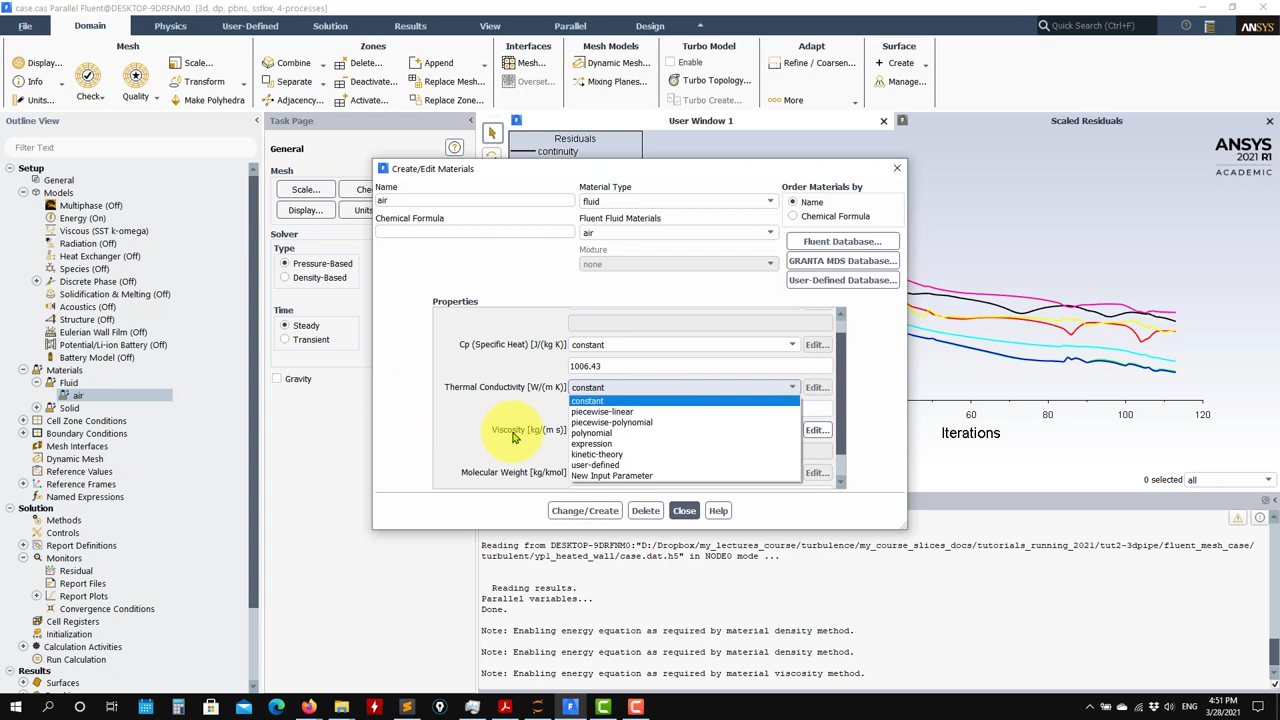 case.cas Parallel Fluent@DESKTOP-9DRFNM0 [3d, dp, pbns, sstkw, 4-processes]
File Domain Physics User-Defined Solution Results View Parallel Design
Quick Search (Ctrl+F)
ANSYS
Mesh Zones Interfaces Mesh Models Turbo Model Adapt Surface
Display... Scale... Combine Delete... Append Mesh... Dynamic Mesh... Enable Refine / Coarsen... Create
Info Check Quality Transform Separate Deactivate... Replace Mesh... Overset... Mixing Planes... Turbo Topology... Manage...
Units... Make Polyhedra Adjacency... Activate... Replace Zone... Turbo Create... More
Outline View
Filter Text
Setup
General
Models
Multiphase (Off)
Energy (On)
Viscous (SST k-omega)
Radiation (Off)
Heat Exchanger (Off)
Species (Off)
Discrete Phase (Off)
Solidification & Melting (Off)
Acoustics (Off)
Structure (Off)
Eulerian Wall Film (Off)
Potential/Li-ion Battery (Off)
Battery Model (Off)
Materials
Fluid
air
Solid
Cell Zone Conditions
Boundary Conditions
Mesh Interfaces
Dynamic Mesh
Reference Values
Reference Frames
Named Expressions
Solution
Methods
Controls
Report Definitions
Monitors
Residual
Report Files
Report Plots
Convergence Conditions
Cell Registers
Initialization
Calculation Activities
Run Calculation
Results
Surfaces
Task Page
General
Mesh
Scale...
Display...
Solver
Type
Pressure-Based
Density-Based
Time
Steady
Transient
Gravity
User Window 1
Scaled Residuals
Residuals
continuity
ANSYS
2021 R1
ACADEMIC
Create/Edit Materials
Name
air
Chemical Formula
Material Type
fluid
Fluent Fluid Materials
air
Mixture
none
Order Materials by
Name
Chemical Formula
Fluent Database...
GRANTA MDS Database...
User-Defined Database...
Properties
Cp (Specific Heat) [J/(kg K)] constant Edit...
1006.43
Thermal Conductivity [W/(m K)] constant Edit...
constant
piecewise-linear
piecewise-polynomial
Viscosity [kg/(m s)] polynomial Edit...
expression
kinetic-theory
user-defined
Molecular Weight [kg/kmol] New Input Parameter Edit...
Change/Create Delete Close Help
60 80 100 120
Iterations
0 selected all
Reading from DESKTOP-9DRFNM0:"D:/Dropbox/my_lectures_course/turbulence/my_course_slices_docs/tutorials_running_2021/tut2-3dpipe/fluent_mesh_case/
turbulent/yp1_heated_wall/case.dat.h5" in NODE0 mode ...
Reading results.
Parallel variables...
Done.
Note: Enabling energy equation as required by material density method.
Note: Enabling energy equation as required by material density method.
Note: Enabling energy equation as required by material viscosity method.
ENG
4:51 PM
3/28/2021